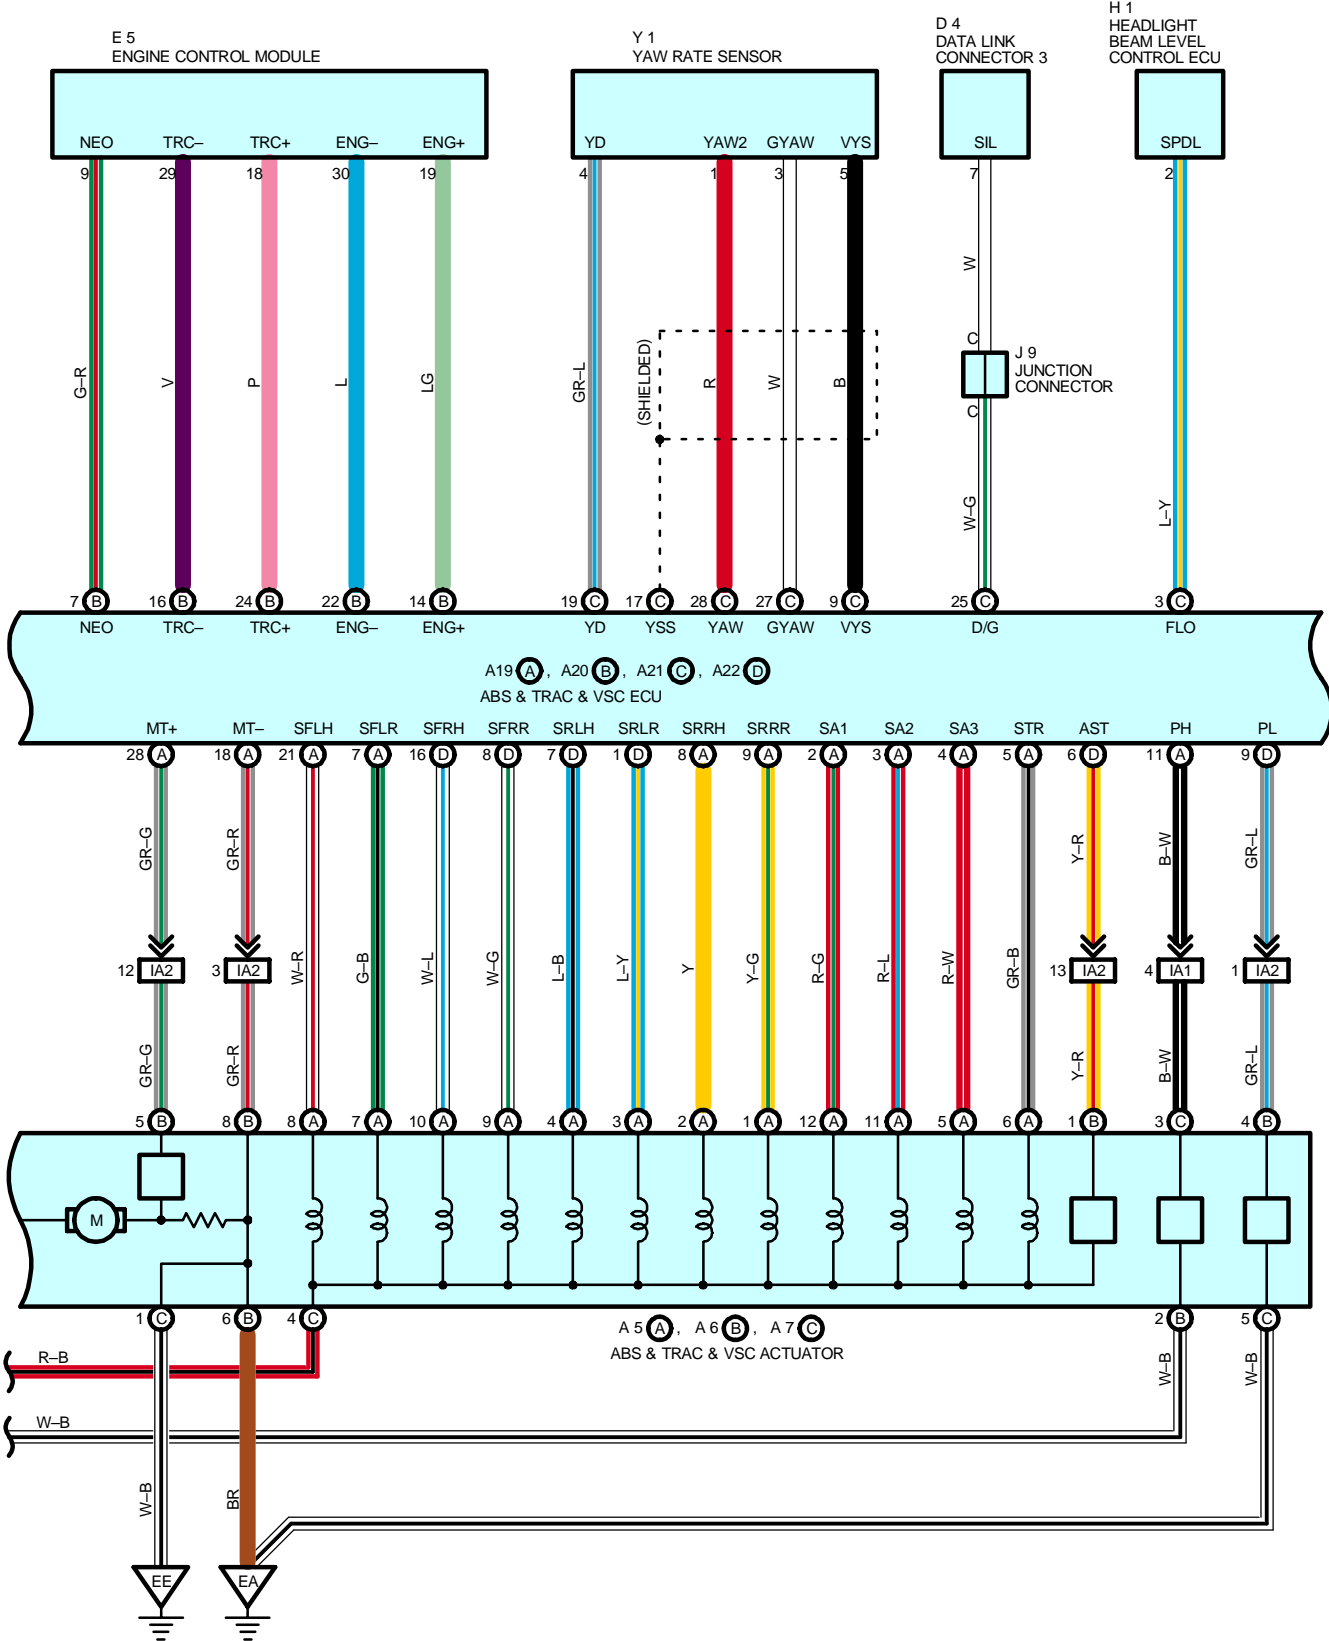 E 5
ENGINE CONTROL MODULE
Y 1
YAW RATE SENSOR
D 4
DATA LINK
CONNECTOR 3
H 1
HEADLIGHT
BEAM LEVEL
CONTROL ECU
NEO TRC– TRC+ ENG– ENG+ YD YAW2 GYAW VYS SIL SPDL
9 29 18 30 19 4 1 3 5 7 2
G–R V P L LG GR–L (SHIELDED) R W B W L–Y
C
J 9
JUNCTION
CONNECTOR
C
W–G
7 B 16 B 24 B 22 B 14 B 19 C 17 C 28 C 27 C 9 C 25 C 3 C
NEO TRC– TRC+ ENG– ENG+ YD YSS YAW GYAW VYS D/G FLO
A19 A , A20 B , A21 C , A22 D
ABS & TRAC & VSC ECU
MT+ MT– SFLH SFLR SFRH SFRR SRLH SRLR SRRH SRRR SA1 SA2 SA3 STR AST PH PL
28 A 18 A 21 A 7 A 16 D 8 D 7 D 1 D 8 A 9 A 2 A 3 A 4 A 5 A 6 D 11 A 9 D
GR–G GR–R Y–R B–W GR–L
12 IA2 3 IA2 W–R G–B W–L W–G L–B L–Y Y Y–G R–G R–L R–W GR–B 13 IA2 4 IA1 1 IA2
GR–G GR–R Y–R B–W GR–L
5 B 8 B 8 A 7 A 10 A 9 A 4 A 3 A 2 A 1 A 12 A 11 A 5 A 6 A 1 B 3 C 4 B
M
1 C 6 B 4 C 2 B 5 C
A 5 A , A 6 B , A 7 C
ABS & TRAC & VSC ACTUATOR
R–B
W–B W–B
W–B
W–B BR
EE EA